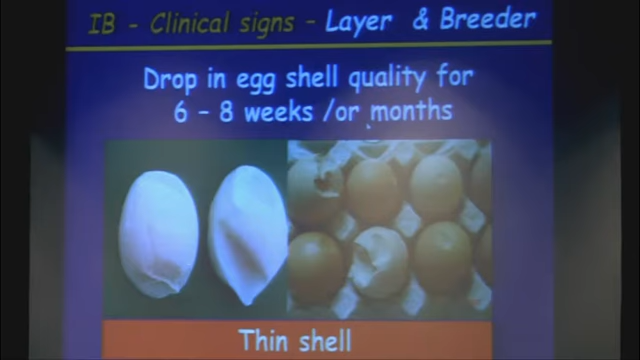 IB - Clinical signs - Layer & Breeder
Drop in egg shell quality for
6 - 8 weeks /or months
Thin shell